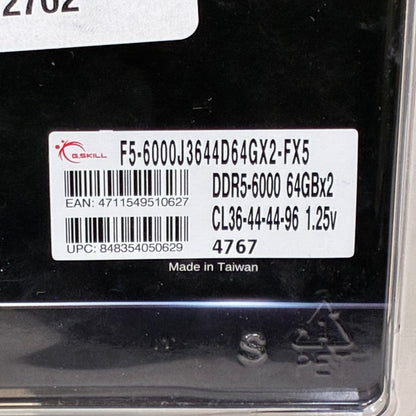 G.SKILL
F5-6000J3644D64GX2-FX5
DDR5-6000 64GBx2
EAN: 4711549510627
CL36-44-44-96 1.25v
UPC: 848354050629
4767
Made in Taiwan
S